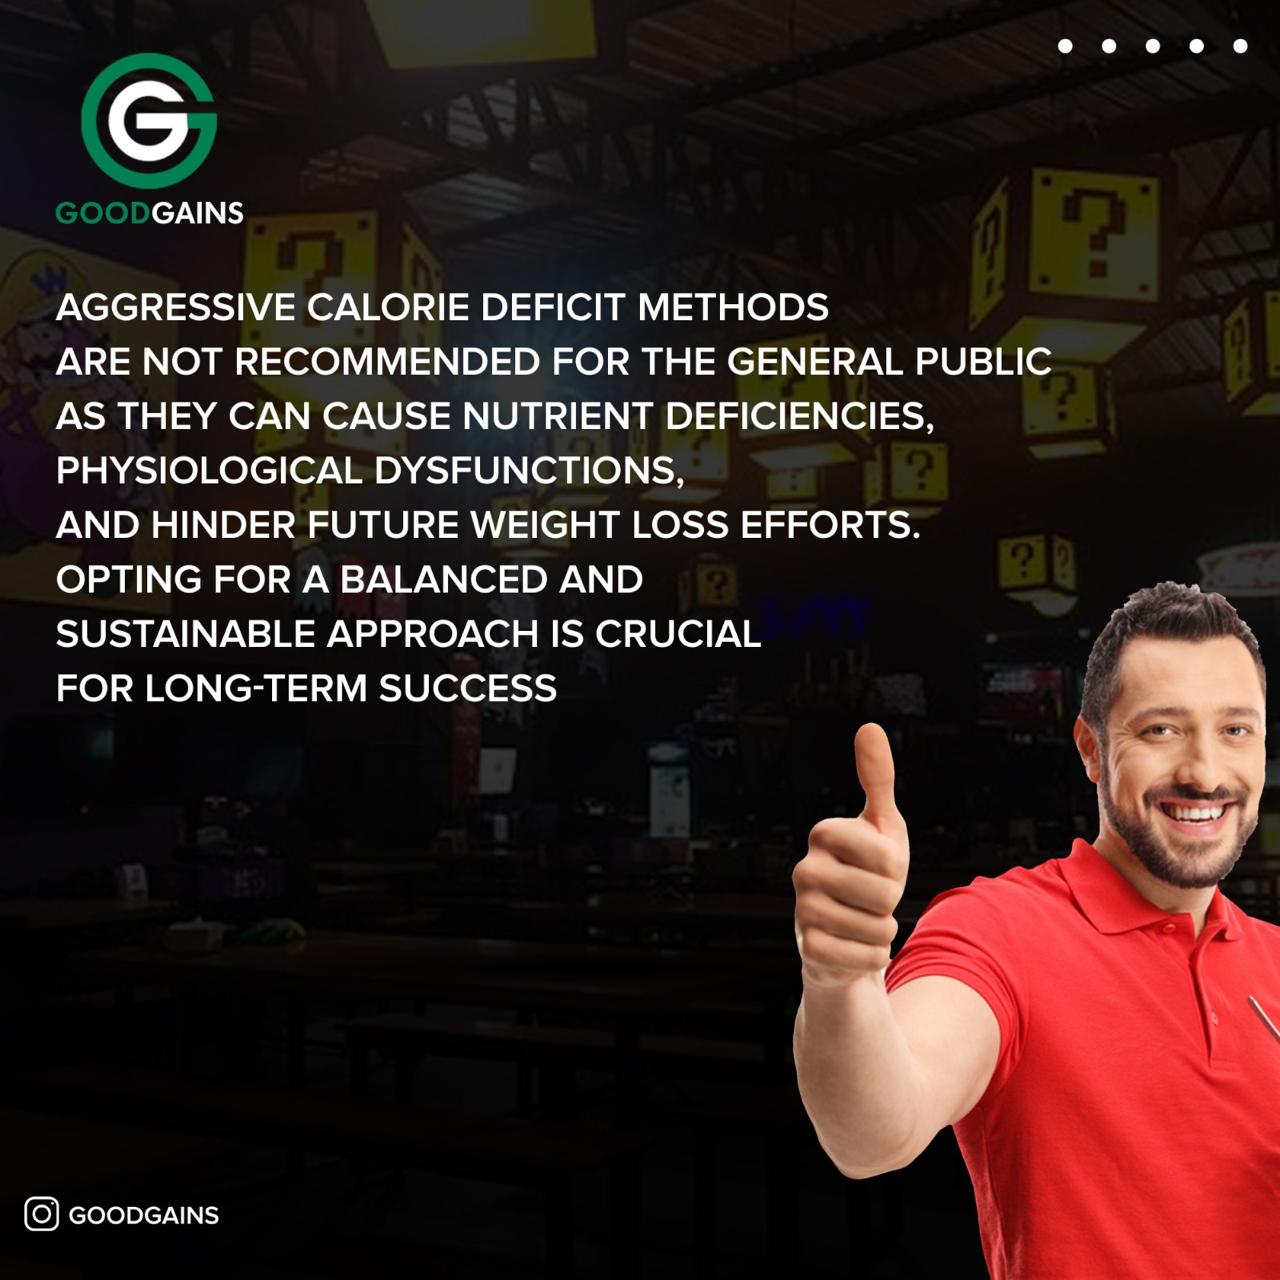 GOODGAINS
AGGRESSIVE CALORIE DEFICIT METHODS
ARE NOT RECOMMENDED FOR THE GENERAL PUBLIC
AS THEY CAN CAUSE NUTRIENT DEFICIENCIES,
PHYSIOLOGICAL DYSFUNCTIONS,
AND HINDER FUTURE WEIGHT LOSS EFFORTS.
OPTING FOR A BALANCED AND
SUSTAINABLE APPROACH IS CRUCIAL
FOR LONG-TERM SUCCESS
GOODGAINS